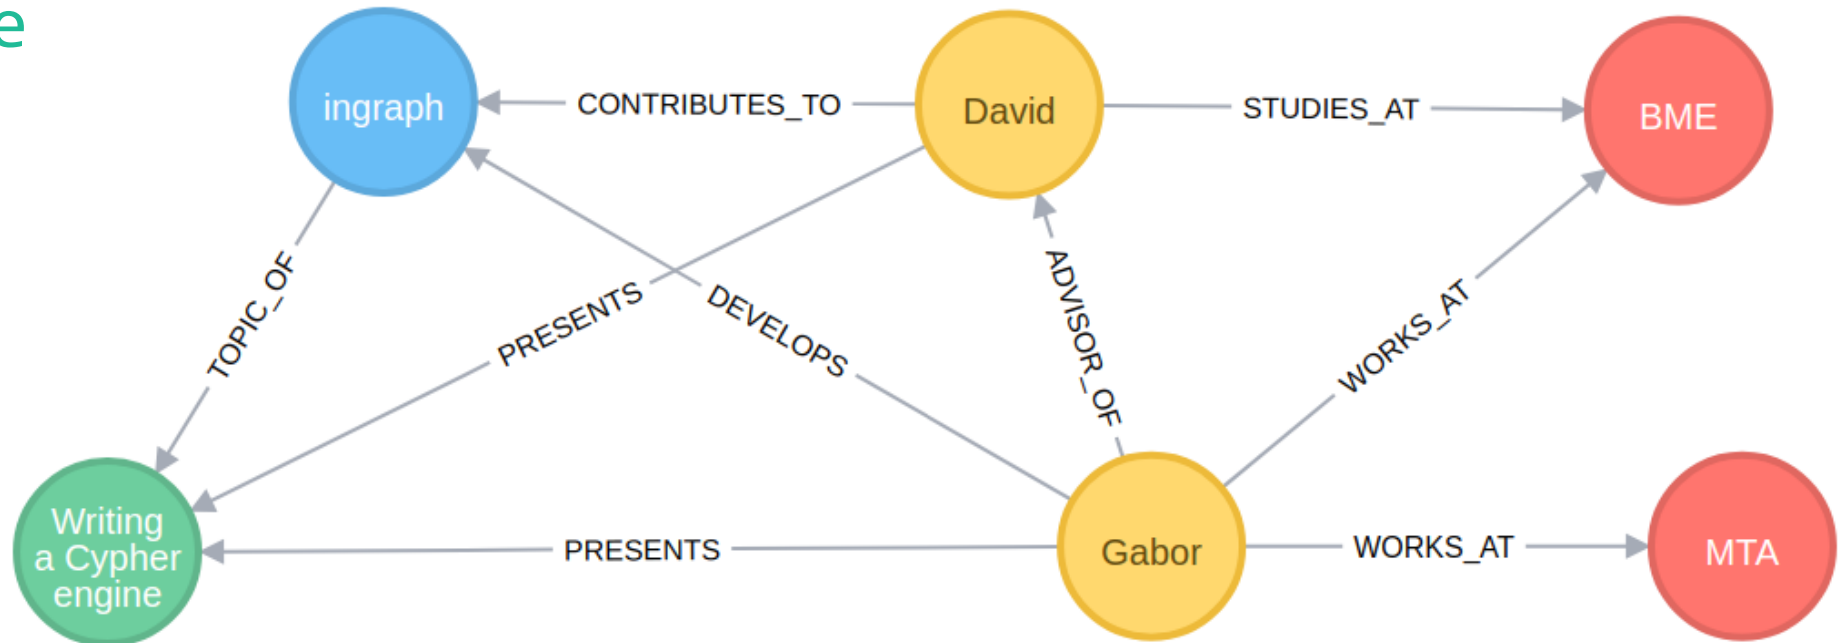 e
ingraph
CONTRIBUTES_TO
David
STUDIES_AT
BME
TOPIC_OF
PRESENTS
DEVELOPS
ADVISOR_OF
WORKS_AT
Writing
a Cypher
engine
PRESENTS
Gabor
WORKS_AT
MTA